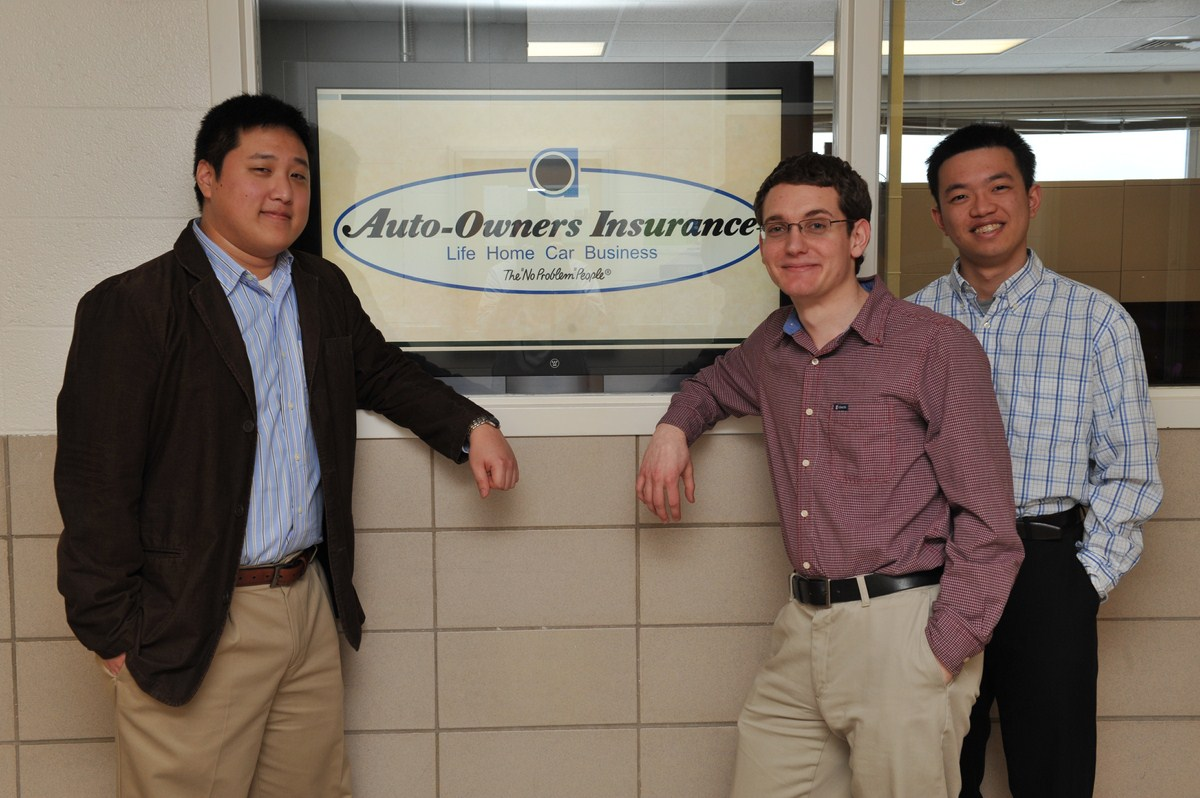 Auto-Owners Insurance
Life Home Car Business
The "No Problem" People®